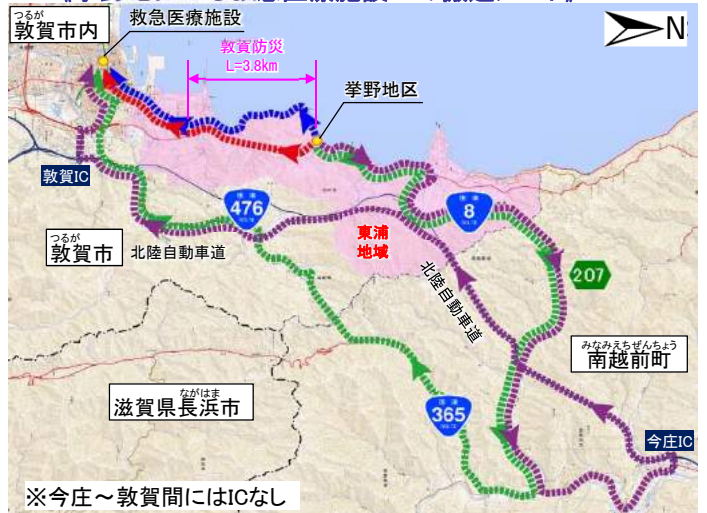 つるが
敦賀市内
救急医療施設
敦賀防災
L=3.8km
挙野地区
N
敦賀IC
476
8
東浦
地域
つるが
敦賀市
北陸自動車道
北陸自動車道
207
みなみえちぜんちょう
南越前町
ながはま
滋賀県長浜市
365
今庄IC
※今庄~敦賀間にはICなし